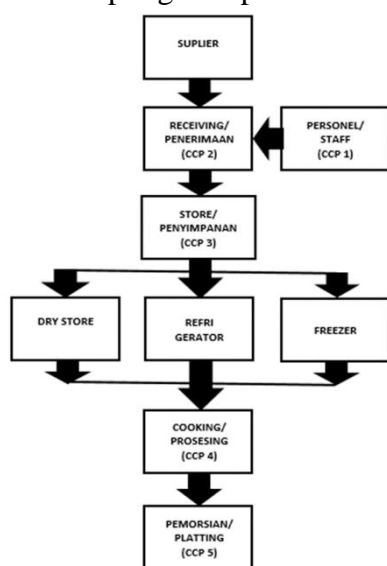 SUPLIER
RECEIVING/
PENERIMAAN
(CCP 2)
PERSONEL/
STAFF
(CCP 1)
STORE/
PENYIMPANAN
(CCP 3)
DRY STORE
REFRI
GERATOR
FREEZER
COOKING/
PROSESING
(CCP 4)
PEMORSIAN/
PLATTING
(CCP 5)